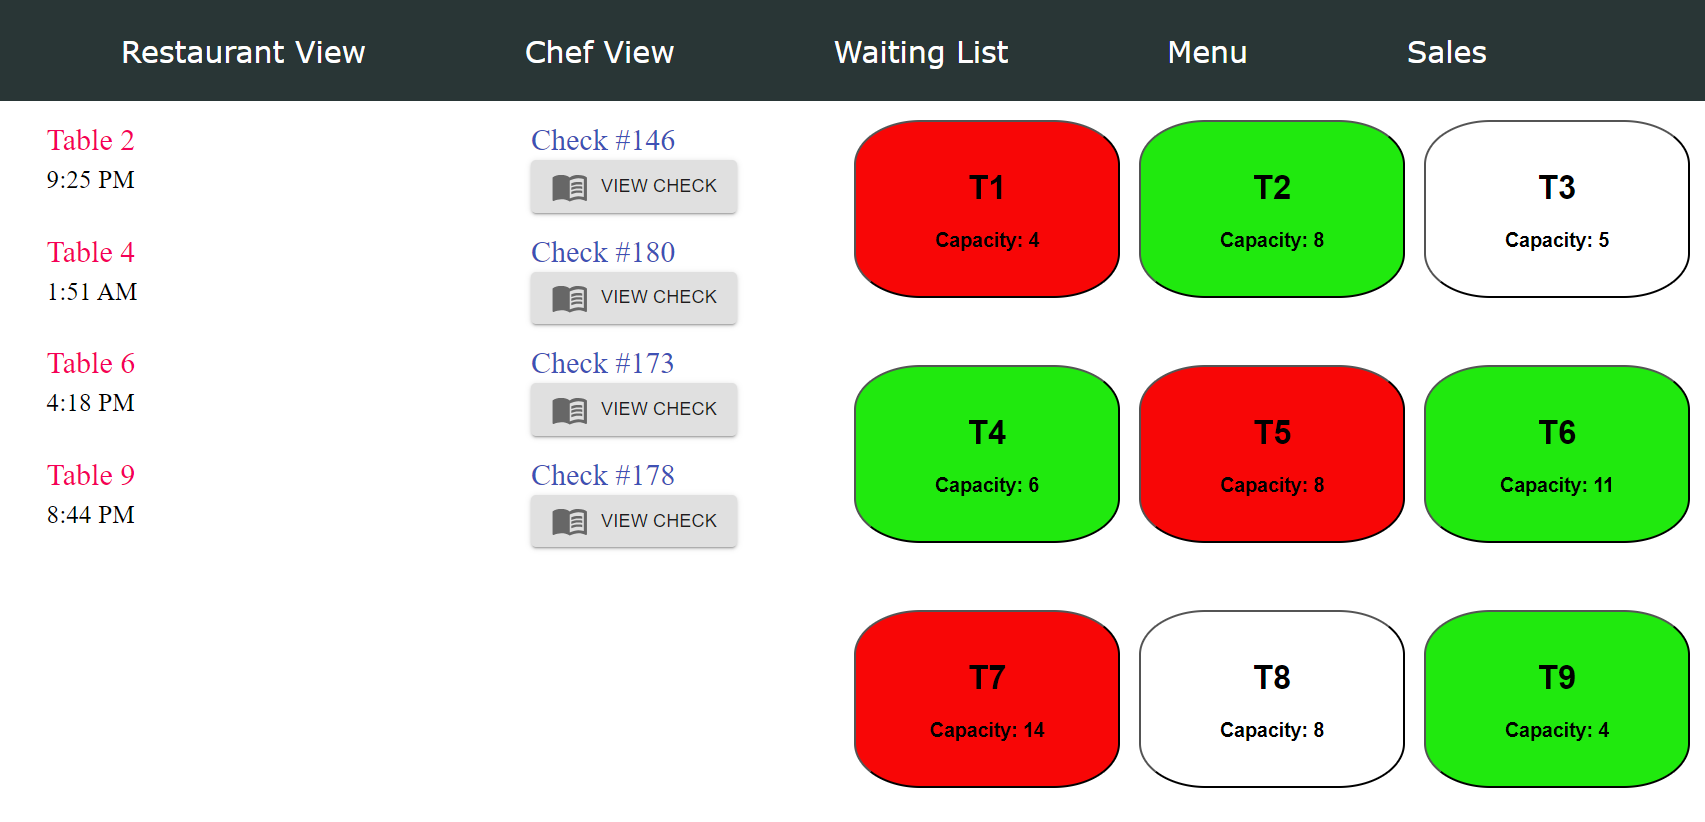 Restaurant View Chef View Waiting List Menu Sales
Table 2
9:25 PM
Check #146
VIEW CHECK
Table 4
1:51 AM
Check #180
VIEW CHECK
Table 6
4:18 PM
Check #173
VIEW CHECK
Table 9
8:44 PM
Check #178
VIEW CHECK
T1
Capacity: 4
T2
Capacity: 8
T3
Capacity: 5
T4
Capacity: 6
T5
Capacity: 8
T6
Capacity: 11
T7
Capacity: 14
T8
Capacity: 8
T9
Capacity: 4